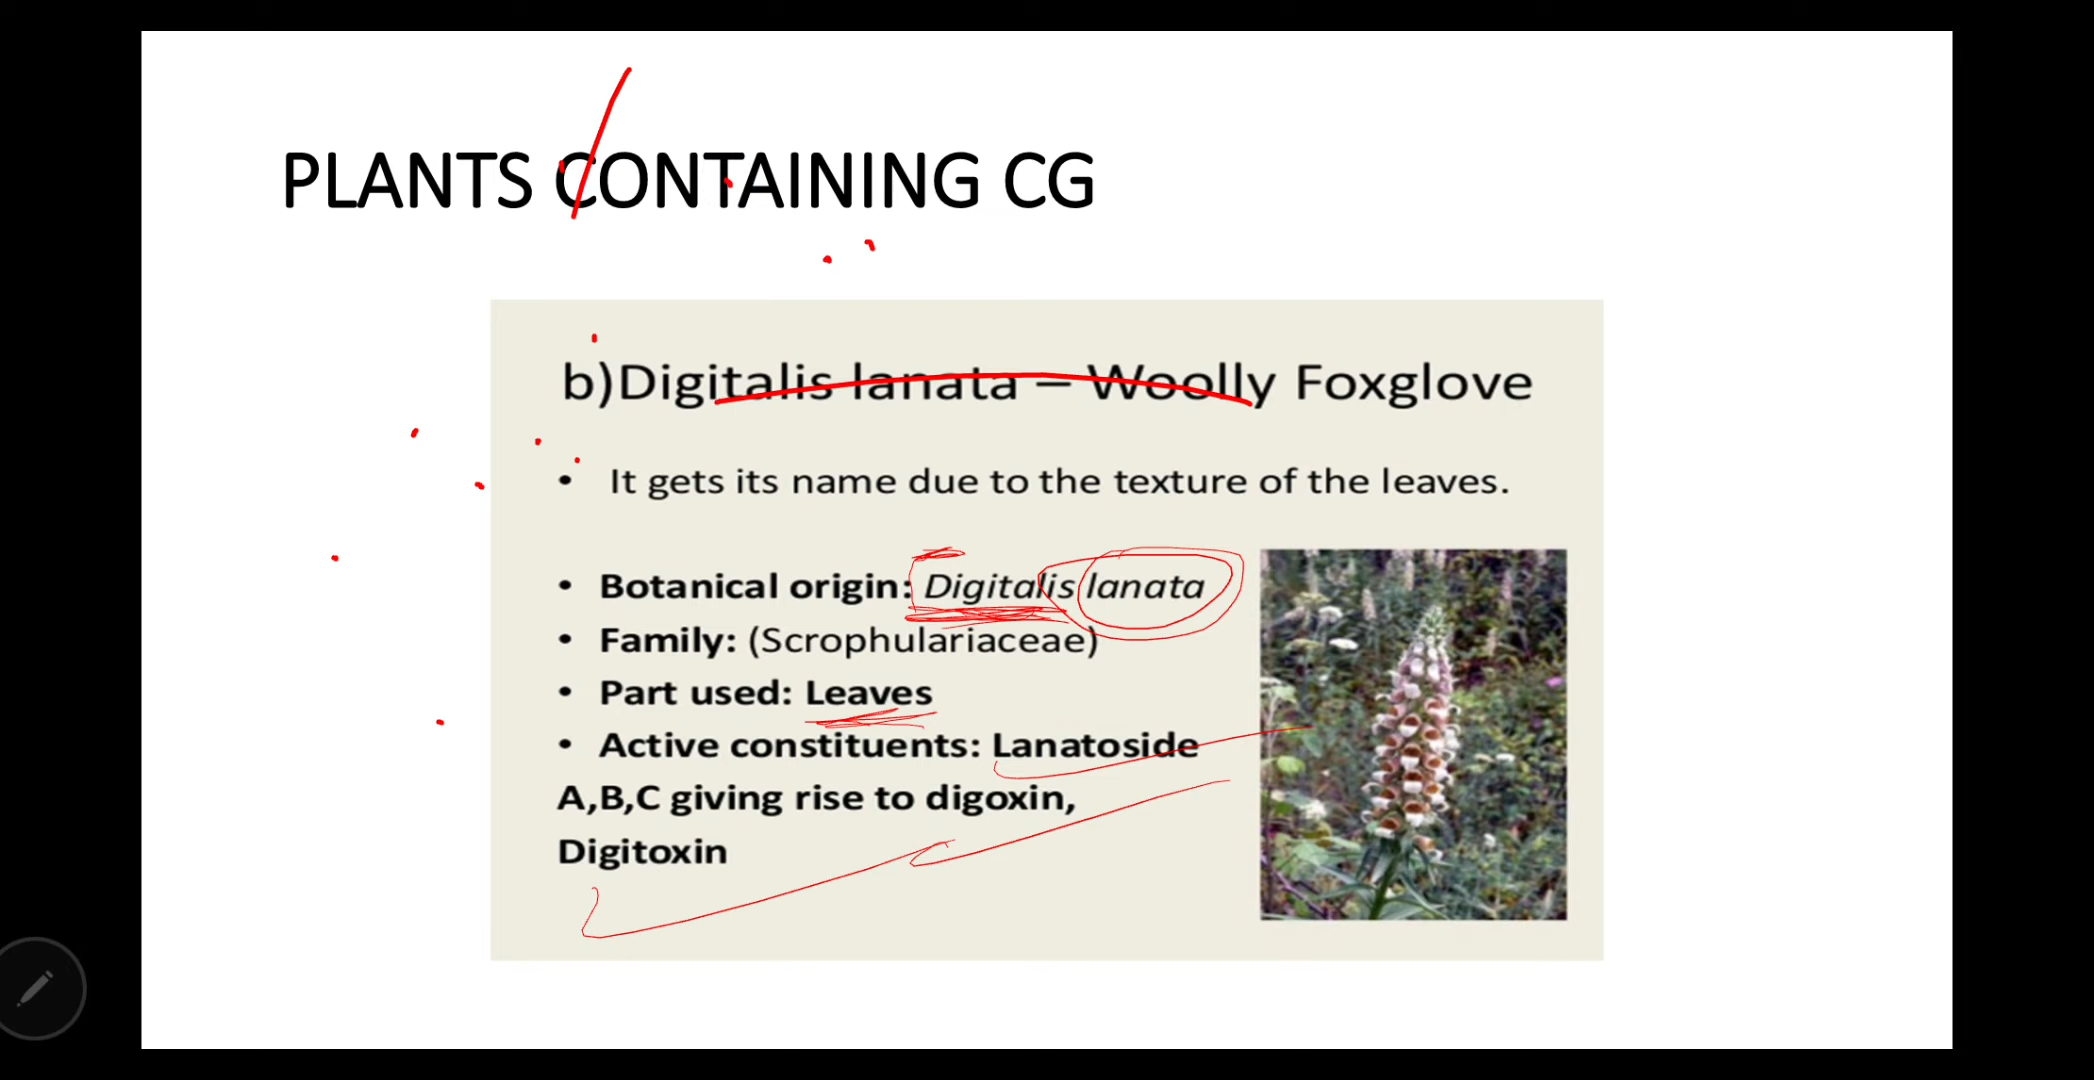 PLANTS CONTAINING CG
b)Digitalis lanata – Woolly Foxglove
• It gets its name due to the texture of the leaves.
• Botanical origin: Digitalis lanata
• Family: (Scrophulariaceae)
• Part used: Leaves
• Active constituents: Lanatoside
A,B,C giving rise to digoxin,
Digitoxin